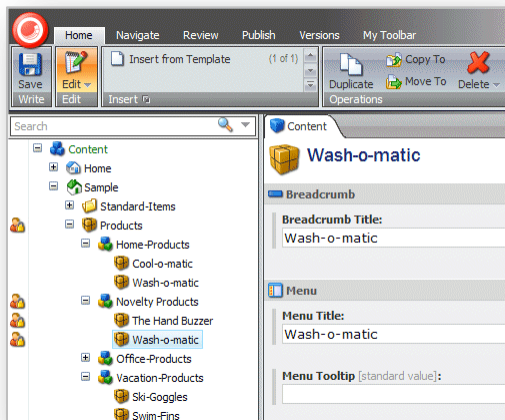 Home Navigate Review Publish Versions My Toolbar
Save
Write
Edit
Edit
Insert from Template (1 of 1)
Insert
Duplicate
Copy To
Move To
Delete
Operations
Search
Content
Home
Sample
Standard-Items
Products
Home-Products
Cool-o-matic
Wash-o-matic
Novelty Products
The Hand Buzzer
Wash-o-matic
Office-Products
Vacation-Products
Ski-Goggles
Swim-Fins
Content
Wash-o-matic
Breadcrumb
Breadcrumb Title:
Wash-o-matic
Menu
Menu Title:
Wash-o-matic
Menu Tooltip [standard value]: